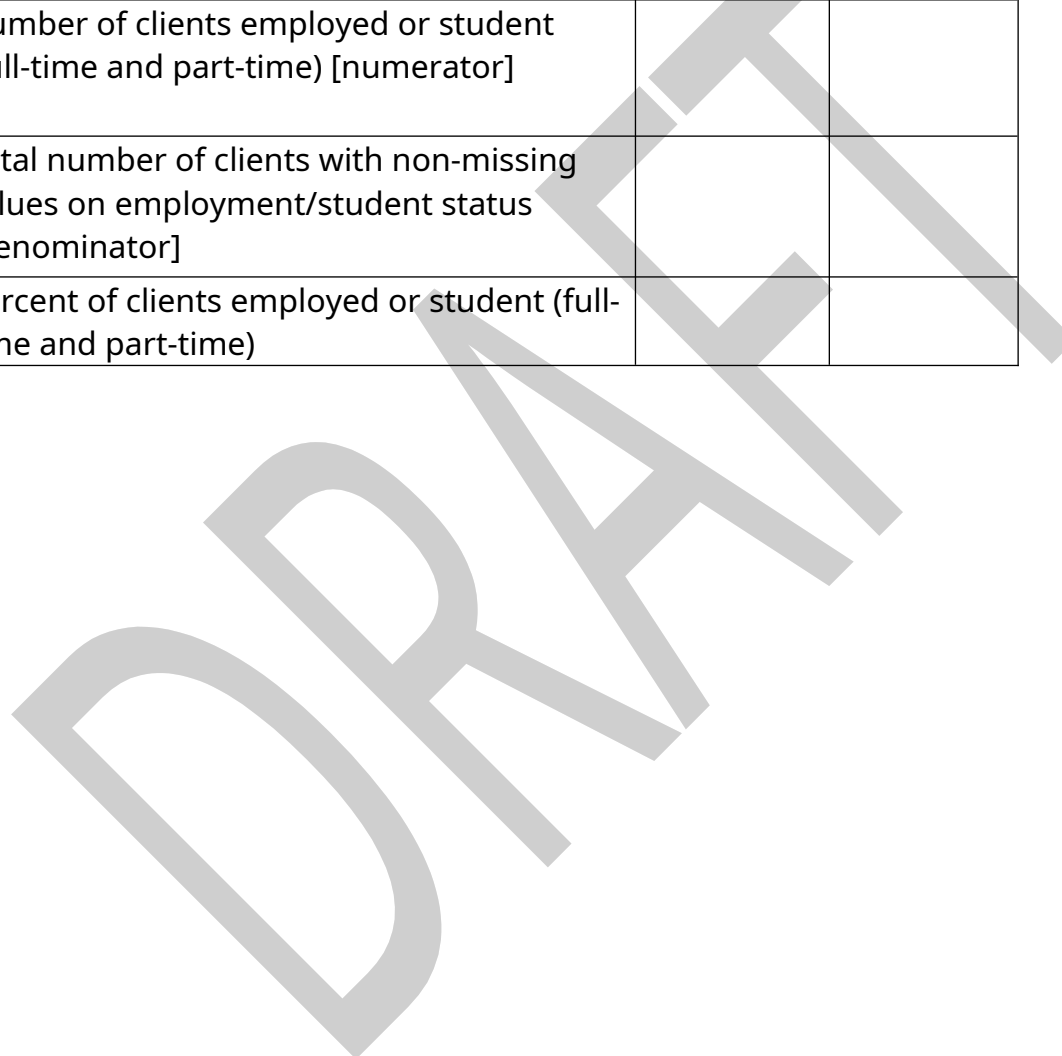 umber of clients employed or student
ll-time and part-time) [numerator]
tal number of clients with non-missing
lues on employment/student status
enominator]
rcent of clients employed or student (full-
me and part-time)
DRAFT